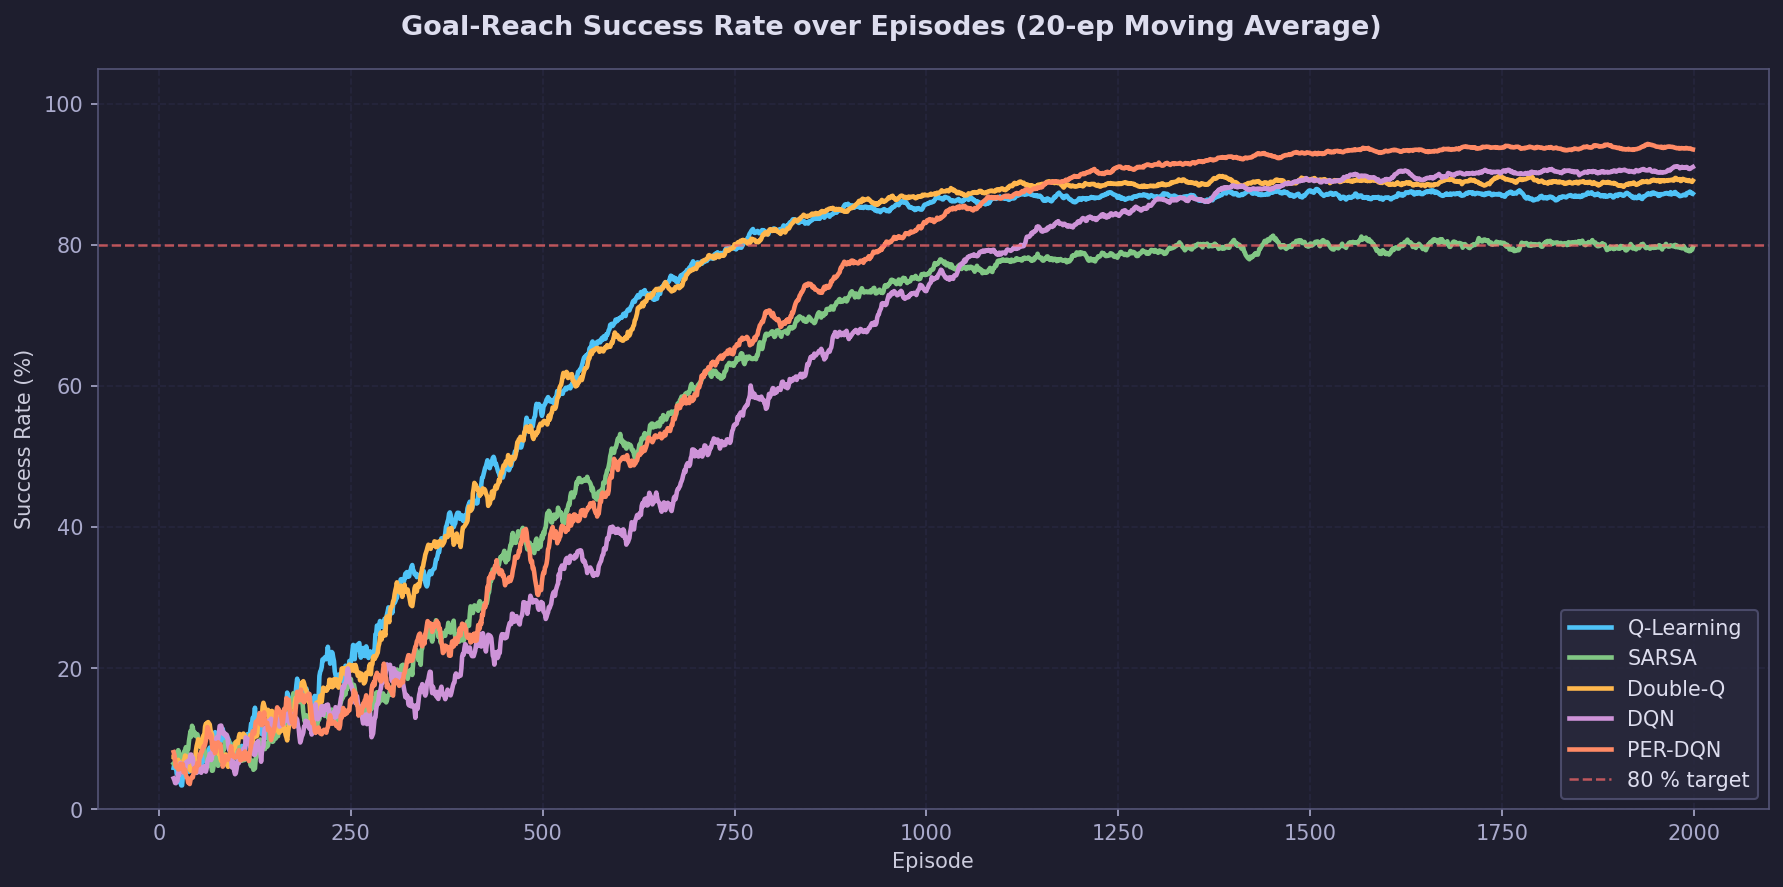 Goal-Reach Success Rate over Episodes (20-ep Moving Average)
100
80
60
40
20
0
Success Rate (%)
0 250 500 750 1000 1250 1500 1750 2000
Episode
Q-Learning
SARSA
Double-Q
DQN
PER-DQN
80 % target